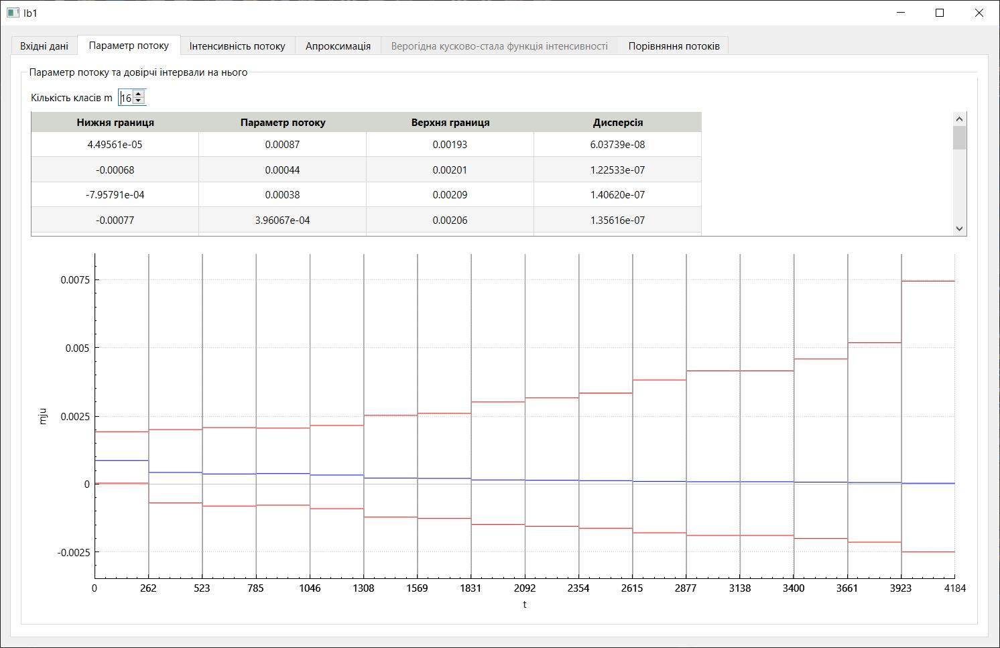 lb1
Вхідні дані Параметр потоку Інтенсивність потоку Апроксимація Верогідна кусково-стала функція інтенсивності Порівняння потоків
Параметр потоку та довірчі інтервали на нього
Кількість класів m 16
Нижня границя Параметр потоку Верхня границя Дисперсія
4.49561e-05 0.00087 0.00193 6.03739e-08
-0.00068 0.00044 0.00201 1.22533e-07
-7.95791e-04 0.00038 0.00209 1.40620e-07
-0.00077 3.96067e-04 0.00206 1.35616e-07
0.0075
0.005
0.0025
0
-0.0025
mju
0 262 523 785 1046 1308 1569 1831 2092 2354 2615 2877 3138 3400 3661 3923 4184
t